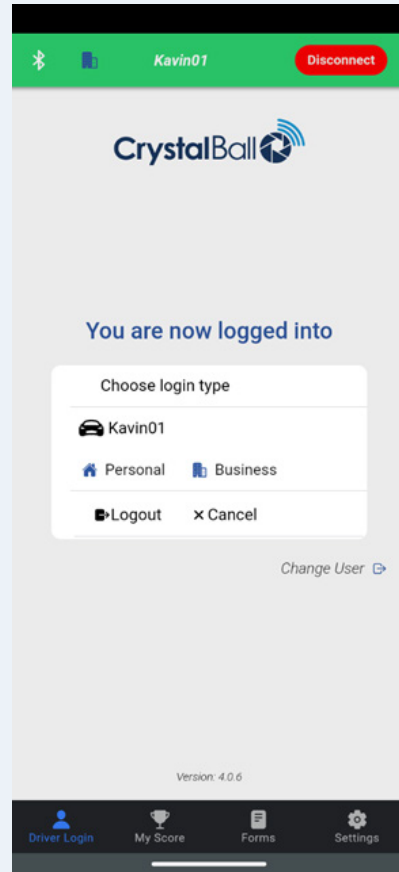 Kavin01 Disconnect
CrystalBall
You are now logged into
Choose login type
Kavin01
Personal Business
Logout × Cancel
Change User
Version: 4.0.6
Driver Login My Score Forms Settings